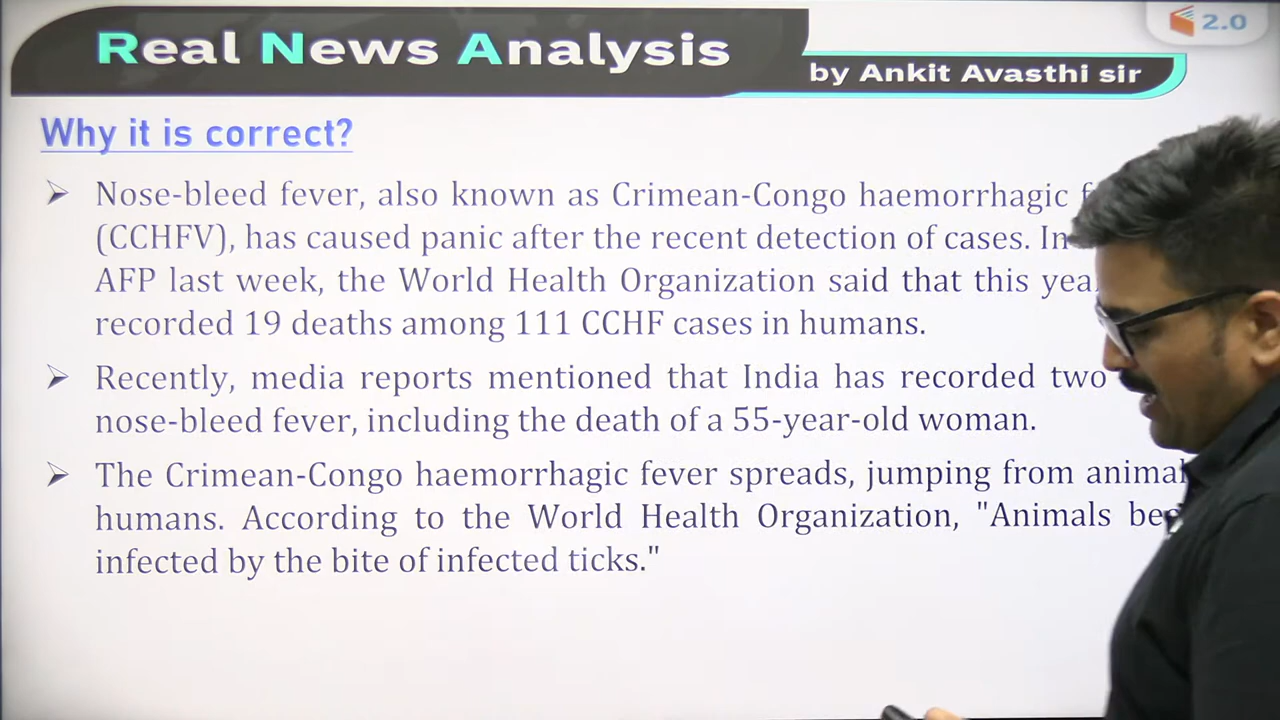 Real News Analysis
by Ankit Avasthi sir
2.0
Why it is correct?
Nose-bleed fever, also known as Crimean-Congo haemorrhagic
(CCHFV), has caused panic after the recent detection of cases. In
AFP last week, the World Health Organization said that this
recorded 19 deaths among 111 CCHF cases in humans.
Recently, media reports mentioned that India has recorded two
nose-bleed fever, including the death of a 55-year-old woman.
The Crimean-Congo haemorrhagic fever spreads, jumping from
humans. According to the World Health Organization, "Animals
infected by the bite of infected ticks."